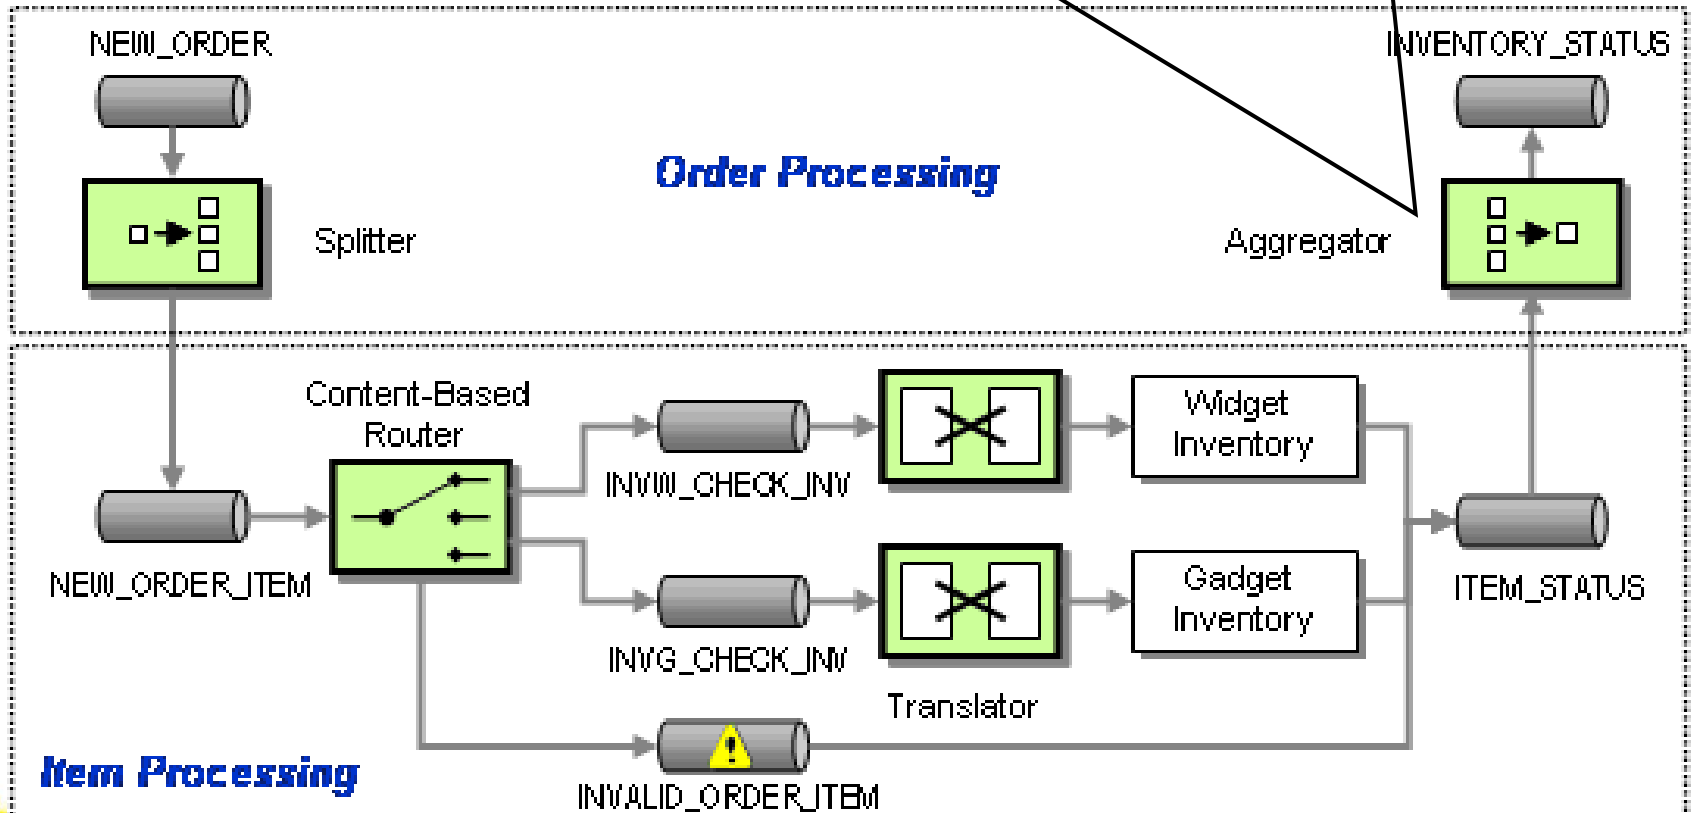 NEW_ORDER
INVENTORY_STATUS
Order Processing
Splitter
Aggregator
Content-Based
Router
Widget
Inventory
INVW_CHECK_INV
NEW_ORDER_ITEM
Gadget
Inventory
ITEM_STATUS
INVG_CHECK_INV
Translator
!
Item Processing
INVALID_ORDER_ITEM